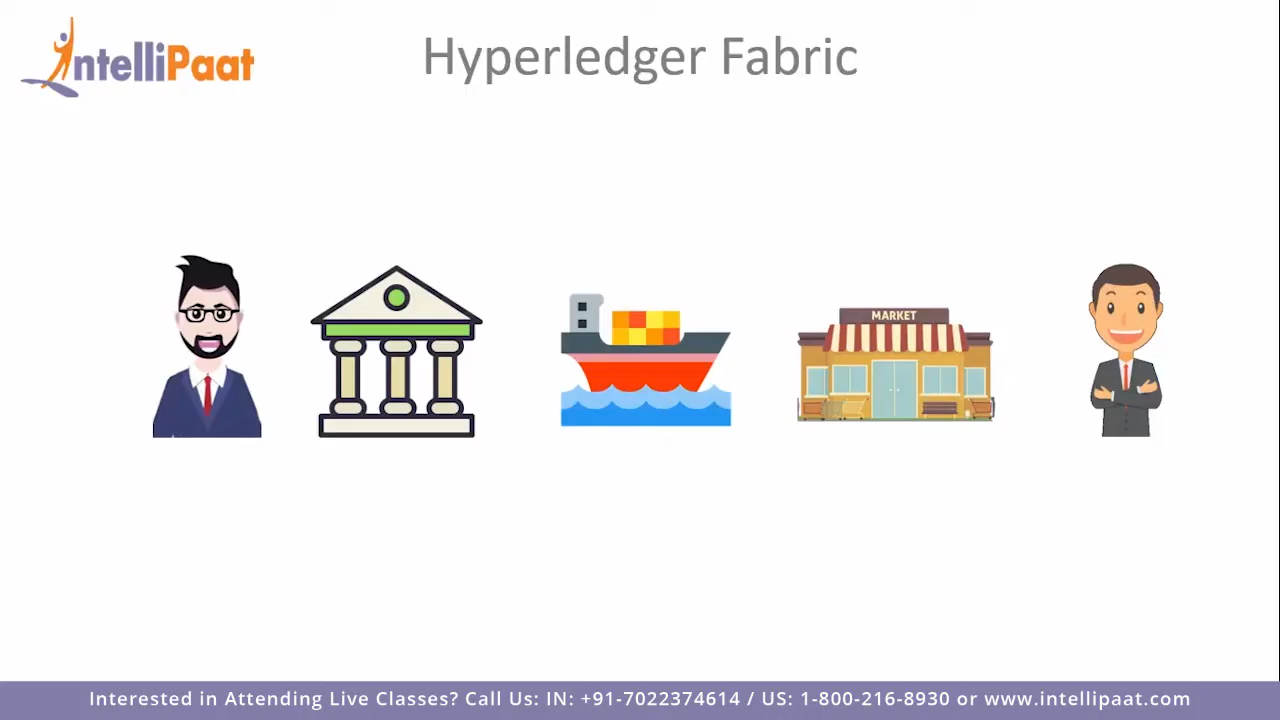 IntelliPaat
Hyperledger Fabric
MARKET
Interested in Attending Live Classes? Call Us: IN: +91-7022374614 / US: 1-800-216-8930 or www.intellipaat.com